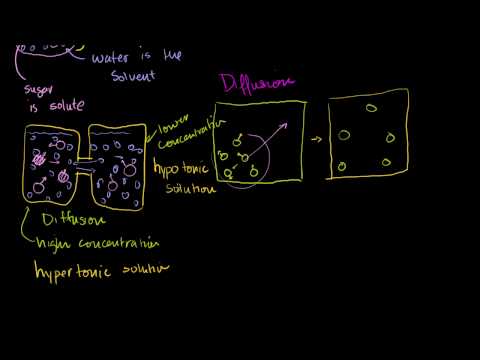 water is the
solvent
sugar
is solute
Diffusion
lower
concentration
hypotonic
solution
Diffusion
high concentration
hypertonic solution